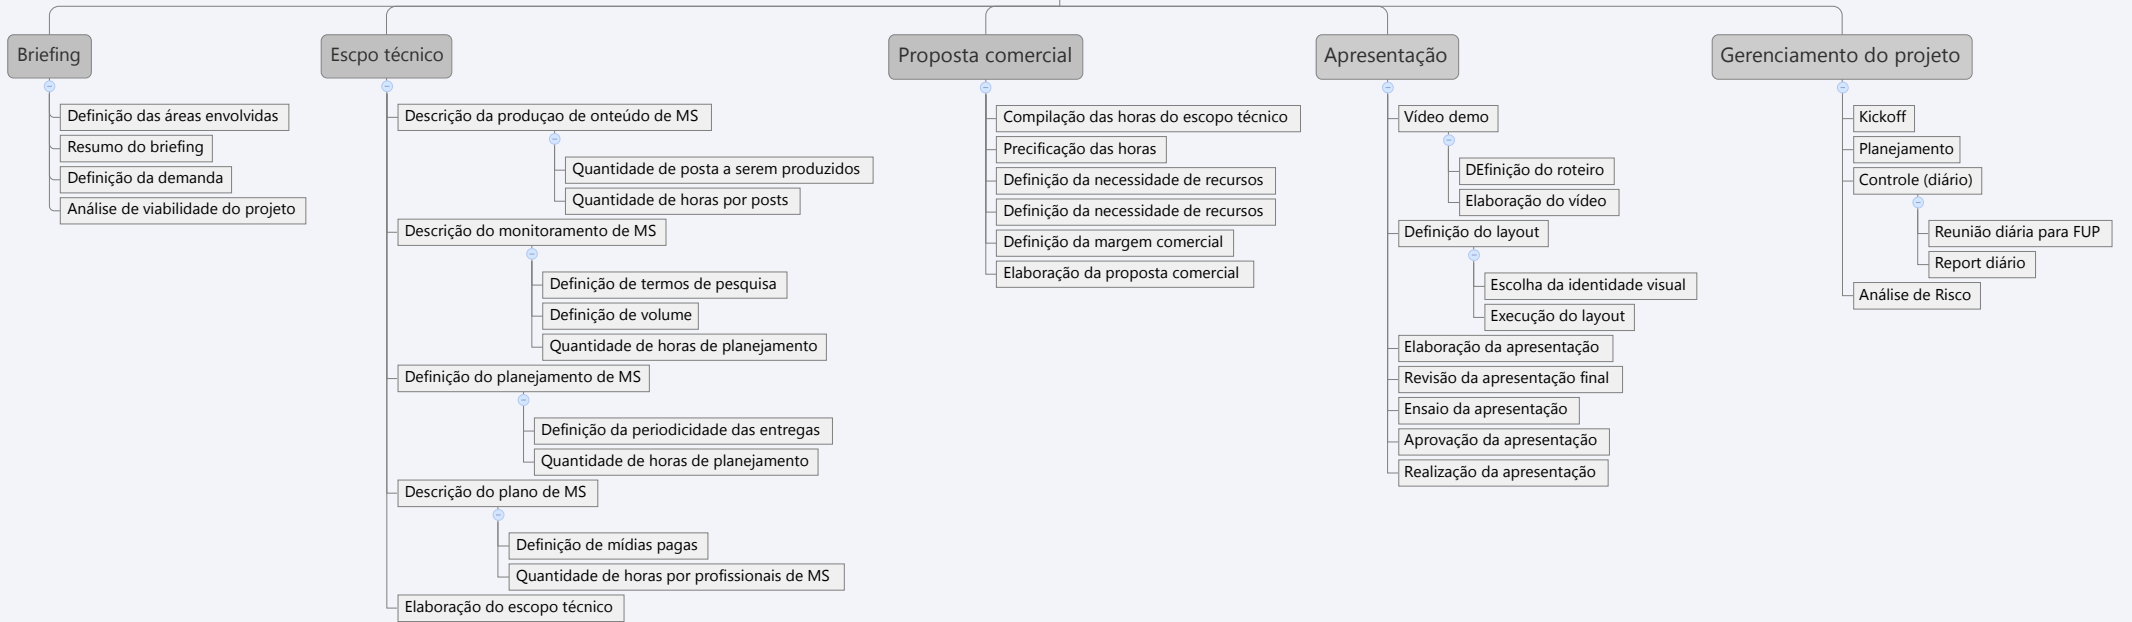 Briefing
Definição das áreas envolvidas
Resumo do briefing
Definição da demanda
Análise de viabilidade do projeto
Escpo técnico
Descrição da produçao de onteúdo de MS
Quantidade de posta a serem produzidos
Quantidade de horas por posts
Descrição do monitoramento de MS
Definição de termos de pesquisa
Definição de volume
Quantidade de horas de planejamento
Definição do planejamento de MS
Definição da periodicidade das entregas
Quantidade de horas de planejamento
Descrição do plano de MS
Definição de mídias pagas
Quantidade de horas por profissionais de MS
Elaboração do escopo técnico
Proposta comercial
Compilação das horas do escopo técnico
Precificação das horas
Definição da necessidade de recursos
Definição da necessidade de recursos
Definição da margem comercial
Elaboração da proposta comercial
Apresentação
Vídeo demo
DEfinição do roteiro
Elaboração do vídeo
Definição do layout
Escolha da identidade visual
Execução do layout
Elaboração da apresentação
Revisão da apresentação final
Ensaio da apresentação
Aprovação da apresentação
Realização da apresentação
Gerenciamento do projeto
Kickoff
Planejamento
Controle (diário)
Reunião diária para FUP
Report diário
Análise de Risco